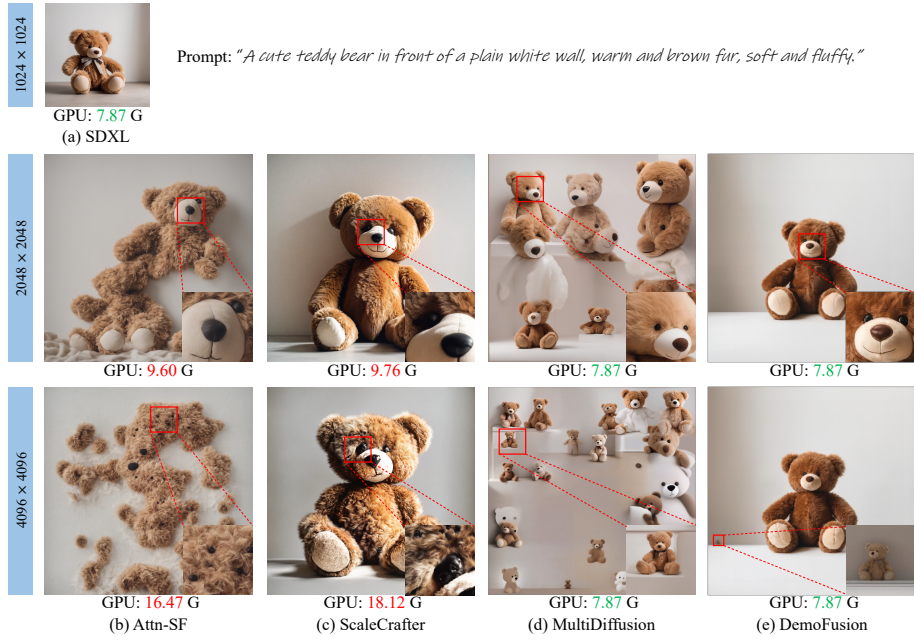 1024 × 1024
Prompt: "A cute teddy bear in front of a plain white wall, warm and brown fur, soft and fluffy."
GPU: 7.87 G
(a) SDXL
2048 × 2048
GPU: 9.60 G
GPU: 9.76 G
GPU: 7.87 G
GPU: 7.87 G
4096 × 4096
GPU: 16.47 G
GPU: 18.12 G
GPU: 7.87 G
GPU: 7.87 G
(b) Attn-SF
(c) ScaleCrafter
(d) MultiDiffusion
(e) DemoFusion